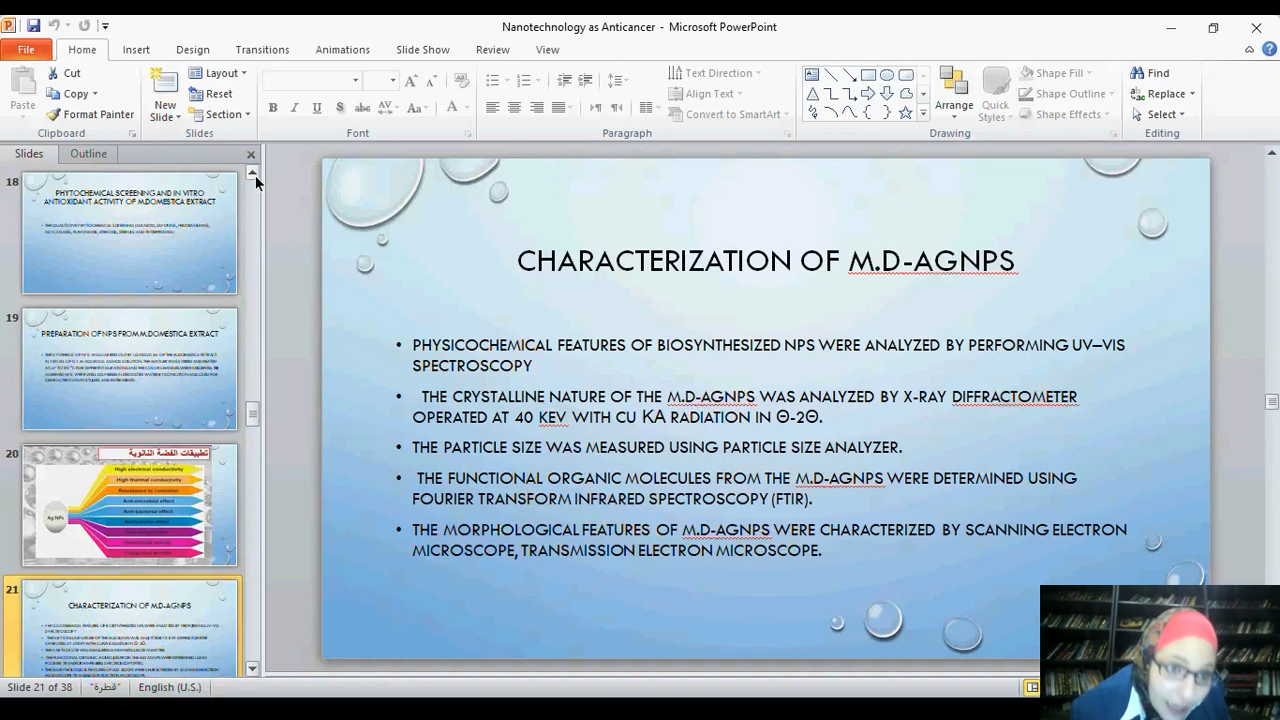 Nanotechnology as Anticancer - Microsoft PowerPoint
File Home Insert Design Transitions Animations Slide Show Review View
Paste
Cut
Copy
Format Painter
Clipboard
New Slide
Layout
Reset
Section
Slides
Font
Text Direction
Align Text
Convert to SmartArt
Paragraph
Arrange
Quick Styles
Shape Fill
Shape Outline
Shape Effects
Drawing
Find
Replace
Select
Editing
Slides Outline
18
PHYTOCHEMICAL SCREENING AND IN VITRO
ANTIOXIDANT ACTIVITY OF M.DOMESTICA EXTRACT
19
PREPARATION OF NPS FROM M.DOMESTICA EXTRACT
20
تطبيقات الفضة النانوية
Ag NPs
High electrical conductivity
High thermal conductivity
Resistance to corrosion
Anti-microbial effect
Anti-bacterial effect
21
CHARACTERIZATION OF M.D-AGNPS
CHARACTERIZATION OF M.D-AGNPS
• PHYSICOCHEMICAL FEATURES OF BIOSYNTHESIZED NPS WERE ANALYZED BY PERFORMING UV–VIS
SPECTROSCOPY
• THE CRYSTALLINE NATURE OF THE M.D-AGNPS WAS ANALYZED BY X-RAY DIFFRACTOMETER
OPERATED AT 40 KEV WITH CU KΑ RADIATION IN Θ-2Θ.
• THE PARTICLE SIZE WAS MEASURED USING PARTICLE SIZE ANALYZER.
• THE FUNCTIONAL ORGANIC MOLECULES FROM THE M.D-AGNPS WERE DETERMINED USING
FOURIER TRANSFORM INFRARED SPECTROSCOPY (FTIR).
• THE MORPHOLOGICAL FEATURES OF M.D-AGNPS WERE CHARACTERIZED BY SCANNING ELECTRON
MICROSCOPE, TRANSMISSION ELECTRON MICROSCOPE.
Slide 21 of 38 "قطرة" English (U.S.)